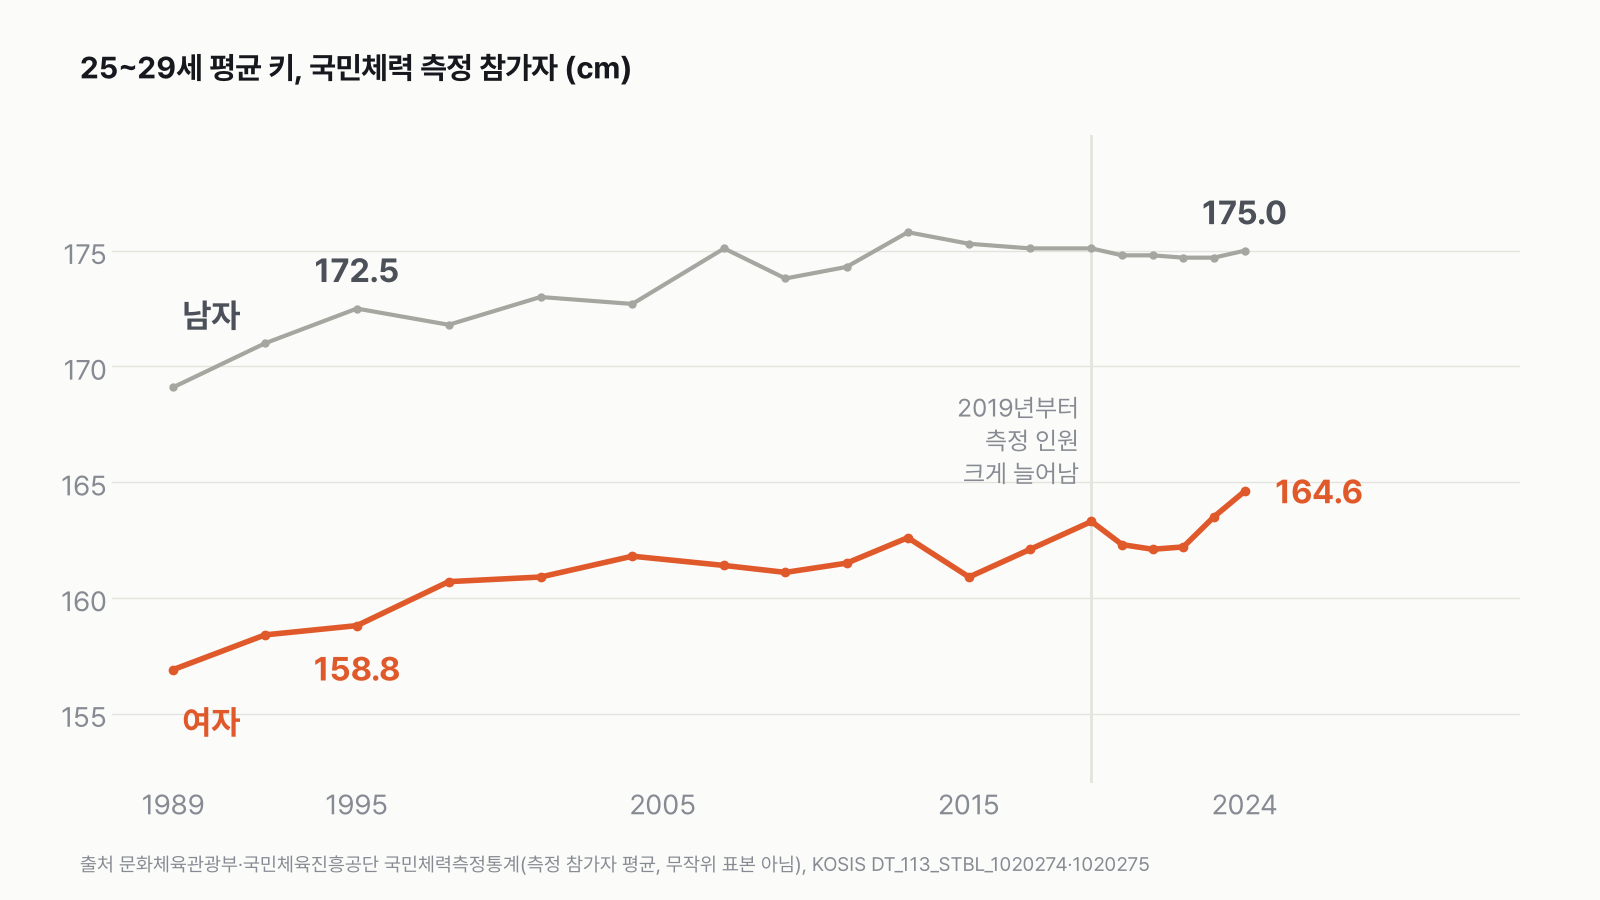 25~29세 평균 키, 국민체력 측정 참가자 (cm)
175.0
175
172.5
남자
170
2019년부터
측정 인원
크게 늘어남
165
164.6
160
158.8
155
여자
1989 1995 2005 2015 2024
출처 문화체육관광부·국민체육진흥공단 국민체력측정통계(측정 참가자 평균, 무작위 표본 아님), KOSIS DT_113_STBL_1020274·1020275